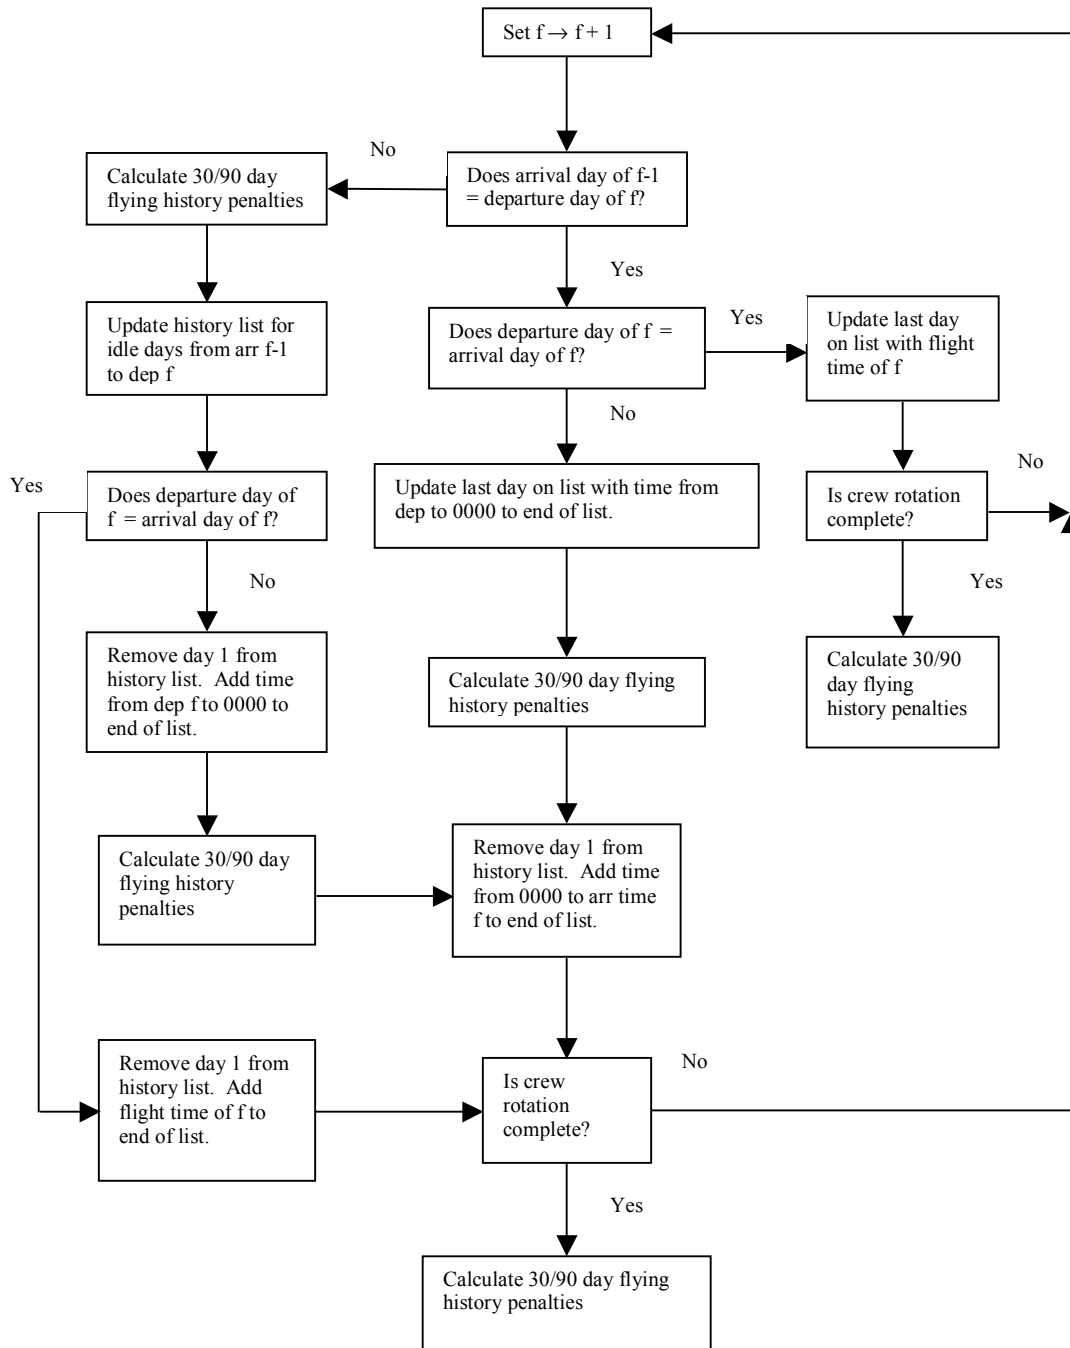 Set f → f + 1
No
Calculate 30/90 day
flying history penalties
Does arrival day of f-1
= departure day of f?
Yes
Update history list for
idle days from arr f-1
to dep f
Does departure day of f =
arrival day of f?
Yes
Update last day
on list with flight
time of f
No
Yes
Does departure day of
f = arrival day of f?
Update last day on list with time from
dep to 0000 to end of list.
Is crew rotation
complete?
No
No
Yes
Remove day 1 from
history list. Add time
from dep f to 0000 to
end of list.
Calculate 30/90 day flying
history penalties
Calculate 30/90
day flying
history penalties
Calculate 30/90 day
flying history
penalties
Remove day 1 from
history list. Add time
from 0000 to arr time
f to end of list.
Remove day 1 from
history list. Add
flight time of f to
end of list.
Is crew
rotation
complete?
No
Yes
Calculate 30/90 day flying
history penalties